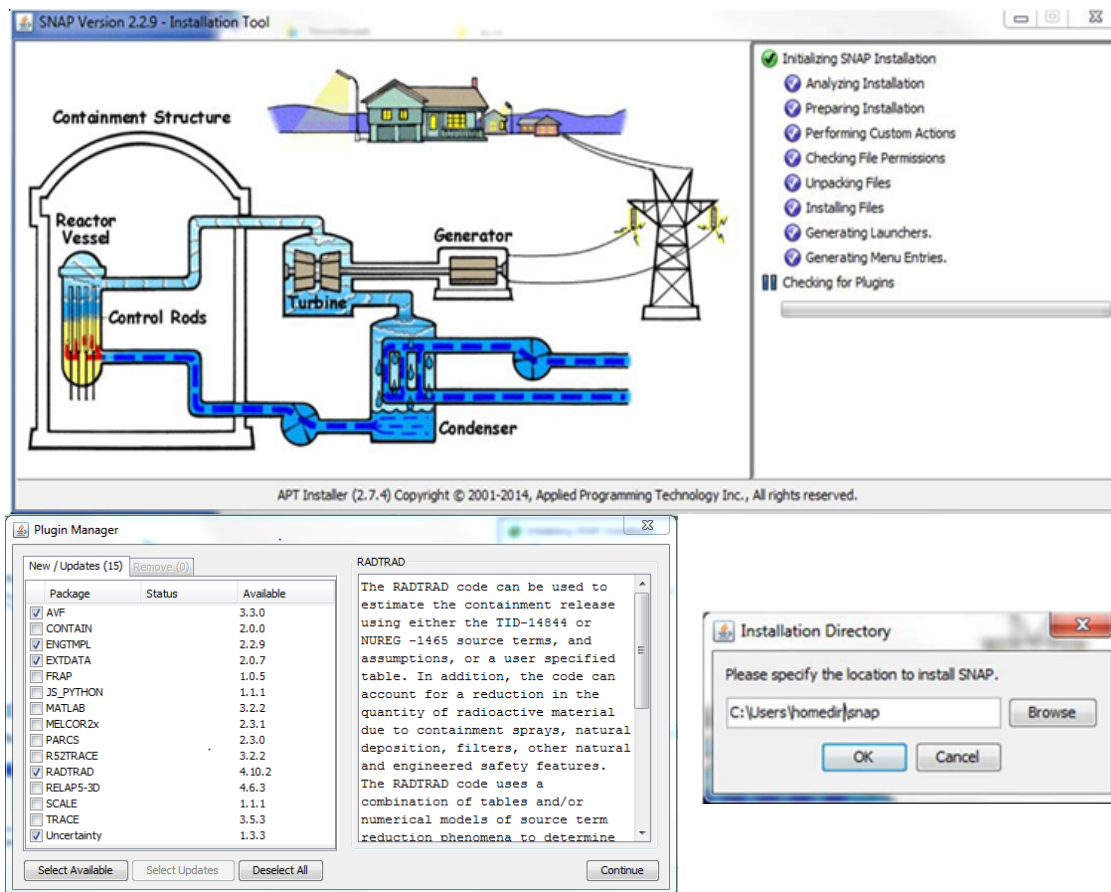 SNAP Version 2.2.9 - Installation Tool
Containment Structure
Reactor
Vessel
Control Rods
Turbine
Generator
Condenser
Initializing SNAP Installation
Analyzing Installation
Preparing Installation
Performing Custom Actions
Checking File Permissions
Unpacking Files
Installing Files
Generating Launchers.
Generating Menu Entries.
Checking for Plugins
APT Installer (2.7.4) Copyright © 2001-2014, Applied Programming Technology Inc., All rights reserved.
Plugin Manager
New / Updates (15) Remove (0)
Package Status Available
AVF 3.3.0
CONTAIN 2.0.0
ENGTMPL 2.2.9
EXTDATA 2.0.7
FRAP 1.0.5
JS_PYTHON 1.1.1
MATLAB 3.2.2
MELCOR2x 2.3.1
PARCS 2.3.0
R52TRACE 3.2.2
RADTRAD 4.10.2
RELAP5-3D 4.6.3
SCALE 1.1.1
TRACE 3.5.3
Uncertainty 1.3.3
Select Available Select Updates Deselect All
RADTRAD
The RADTRAD code can be used to
estimate the containment release
using either the TID-14844 or
NUREG -1465 source terms, and
assumptions, or a user specified
table. In addition, the code can
account for a reduction in the
quantity of radioactive material
due to containment sprays, natural
deposition, filters, other natural
and engineered safety features.
The RADTRAD code uses a
combination of tables and/or
numerical models of source term
reduction phenomena to determine
Continue
Installation Directory
Please specify the location to install SNAP.
C:\Users\homedir\snap Browse
OK Cancel